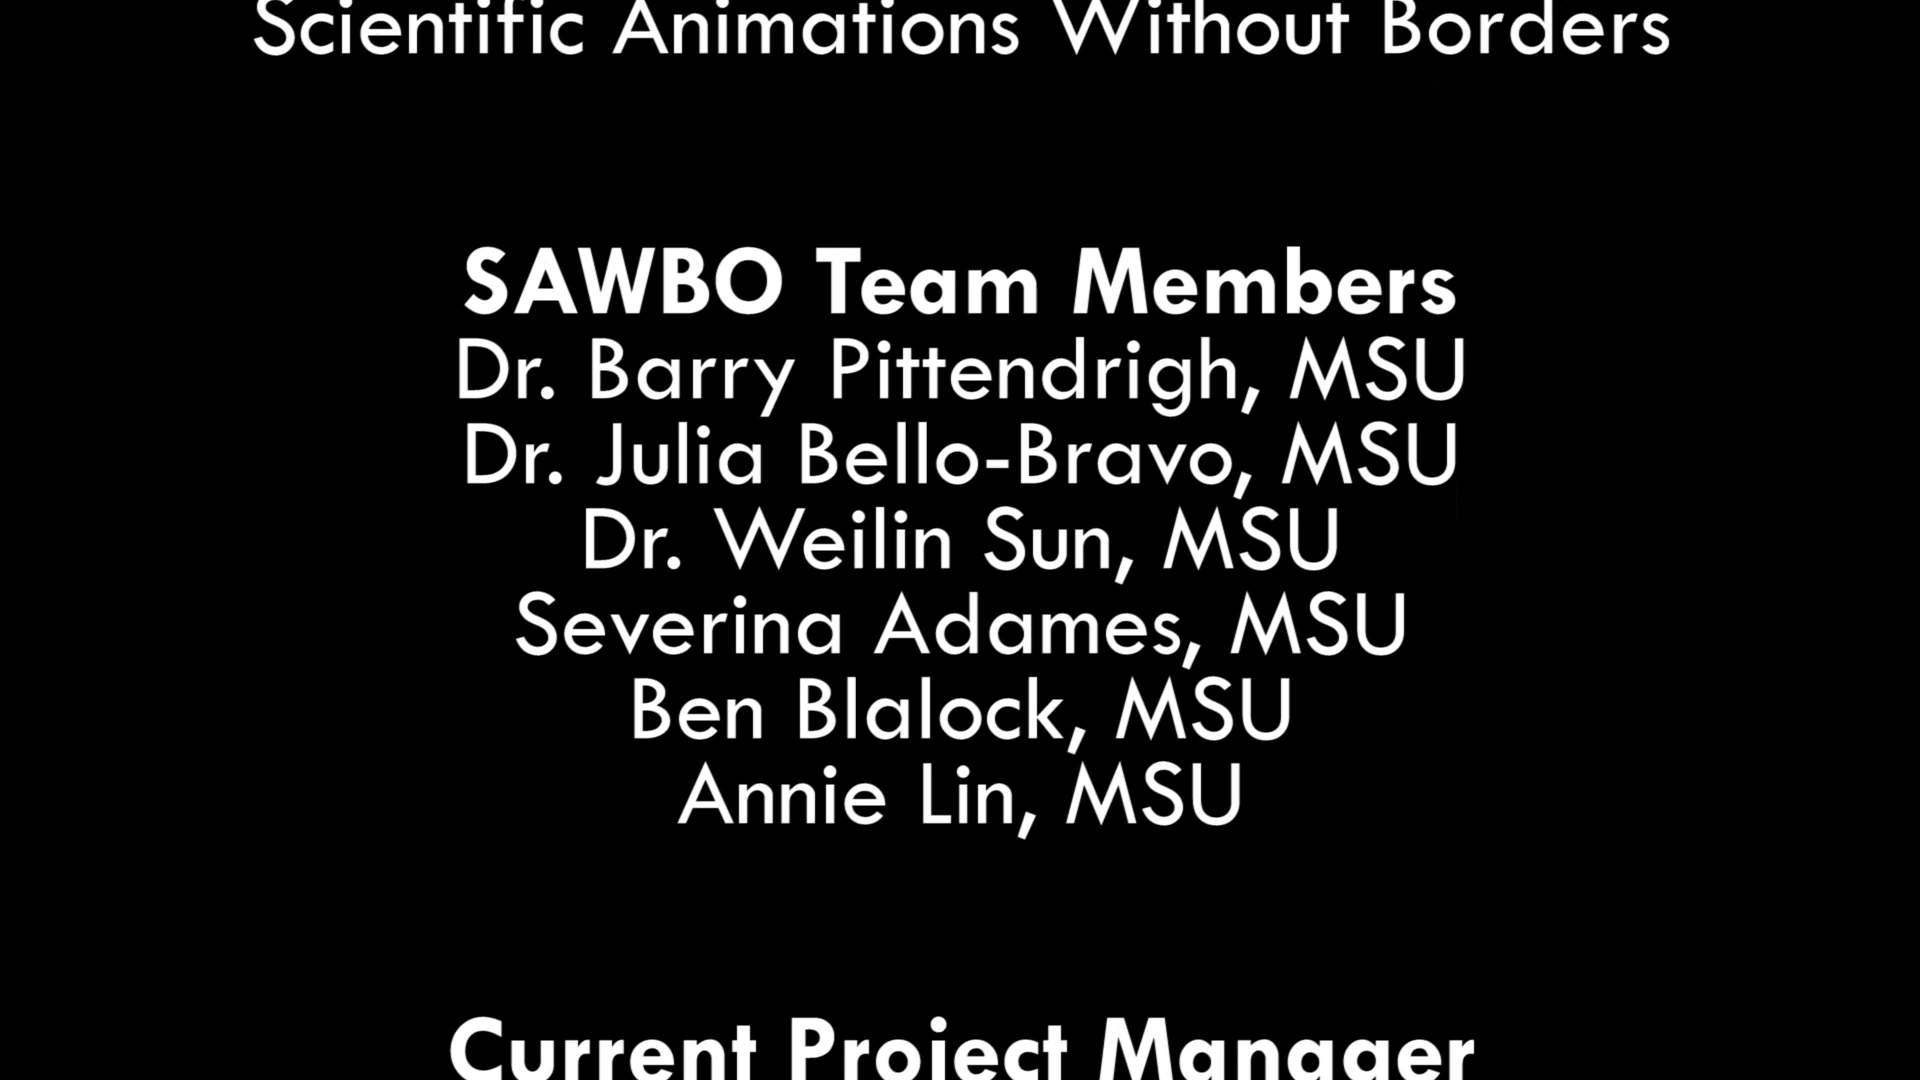 Scientific Animations Without Borders
SAWBO Team Members
Dr. Barry Pittendrigh, MSU
Dr. Julia Bello-Bravo, MSU
Dr. Weilin Sun, MSU
Severina Adames, MSU
Ben Blalock, MSU
Annie Lin, MSU
Current Project Manager